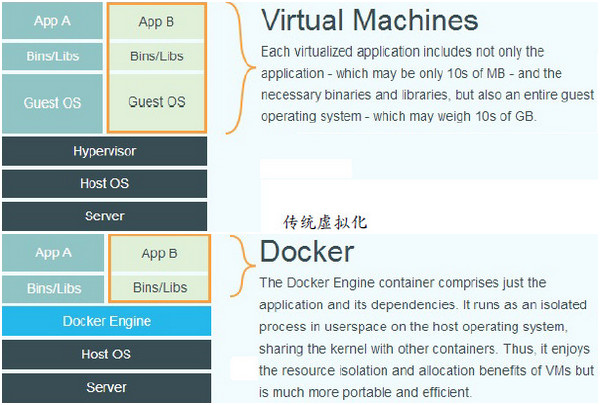 App A
App B
Bins/Libs
Bins/Libs
Guest OS
Guest OS
Hypervisor
Host OS
Server
Virtual Machines
Each virtualized application includes not only the
application - which may be only 10s of MB - and the
necessary binaries and libraries, but also an entire guest
operating system - which may weigh 10s of GB.
传统虚拟化
App A
App B
Bins/Libs
Bins/Libs
Docker Engine
Host OS
Server
Docker
The Docker Engine container comprises just the
application and its dependencies. It runs as an isolated
process in userspace on the host operating system,
sharing the kernel with other containers. Thus, it enjoys
the resource isolation and allocation benefits of VMs but
is much more portable and efficient.